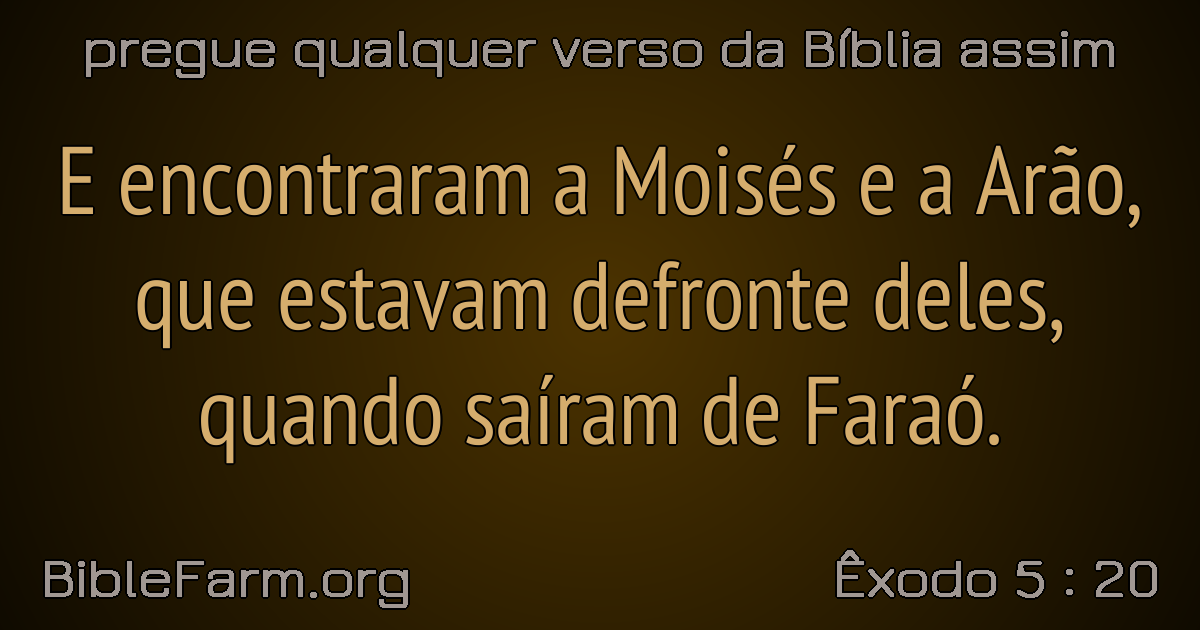 pregue qualquer verso da Bíblia assim
E encontraram a Moisés e a Arão,
que estavam defronte deles,
quando saíram de Faraó.
BibleFarm.org
Êxodo 5 : 20